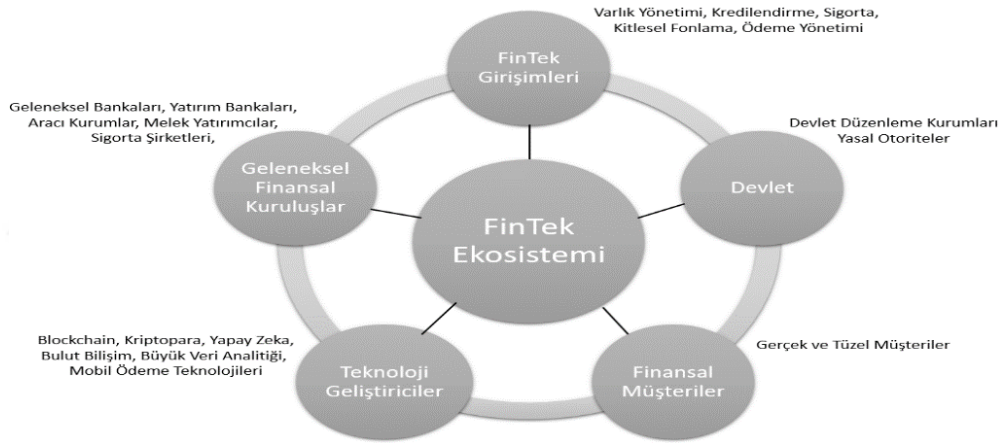 Varlık Yönetimi, Kredilendirme, Sigorta,
Kitlesel Fonlama, Ödeme Yönetimi
FinTek
Girişimleri
Geleneksel Bankaları, Yatırım Bankaları,
Aracı Kurumlar, Melek Yatırımcılar,
Sigorta Şirketleri,
Devlet Düzenleme Kurumları
Yasal Otoriteler
Geleneksel
Finansal
Kuruluşlar
Devlet
FinTek
Ekosistemi
Blockchain, Kriptopara, Yapay Zeka,
Bulut Bilişim, Büyük Veri Analitiği,
Mobil Ödeme Teknolojileri
Teknoloji
Geliştiriciler
Finansal
Müşteriler
Gerçek ve Tüzel Müşteriler